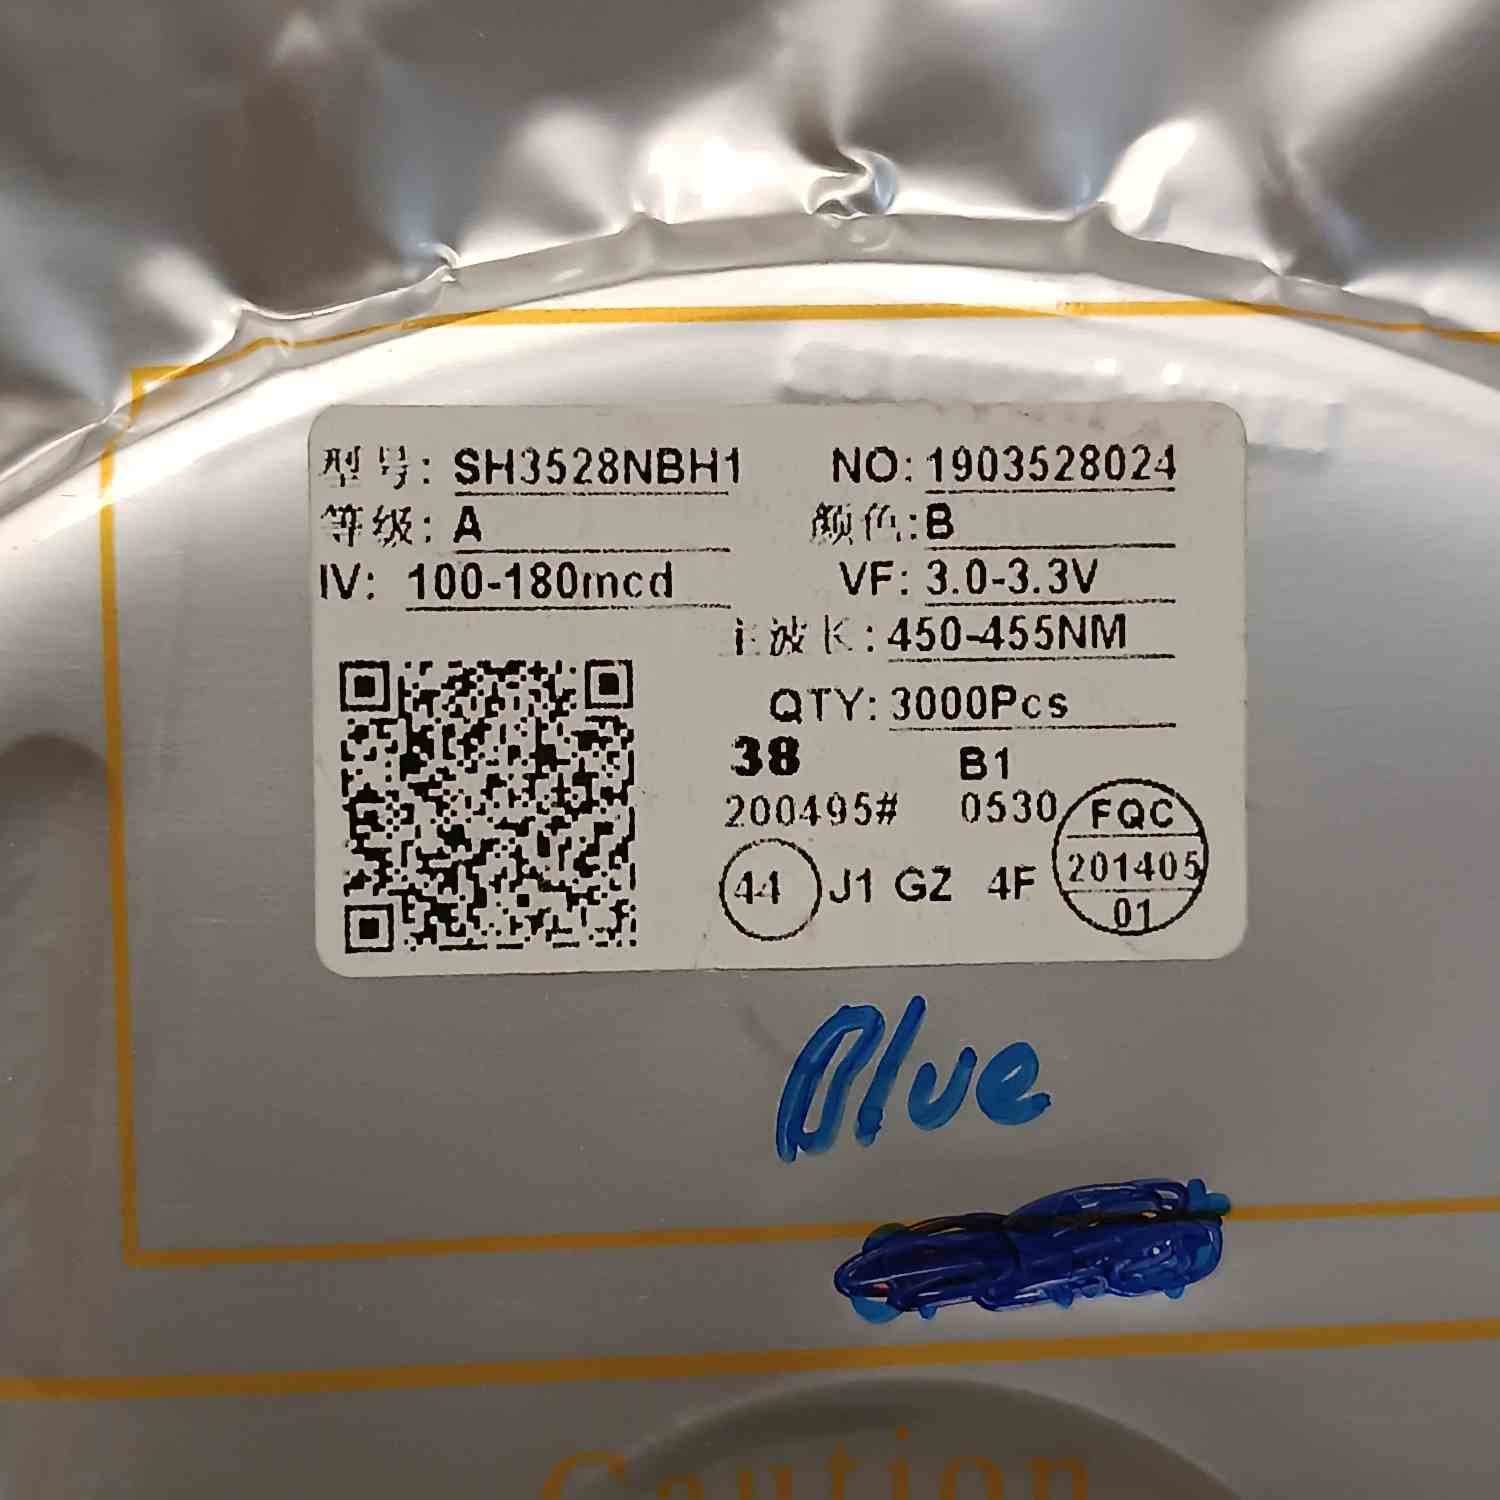 型号: SH3528NBH1 NO: 1903528024
等级: A 颜色: B
IV: 100-180mcd VF: 3.0-3.3V
主波长: 450-455NM
QTY: 3000Pcs
38 B1
200495# 0530
44 J1 GZ 4F
FQC
201405
01
Blue
Caution